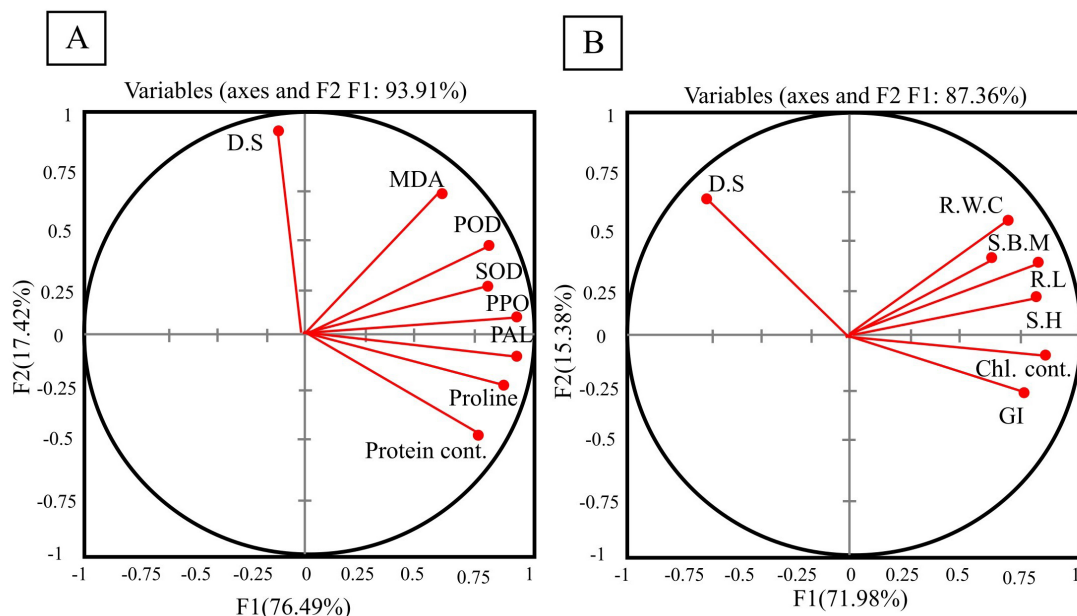 A
Variables (axes and F2 F1: 93.91%)
1
0.75
0.5
0.25
0
-0.25
-0.5
-0.75
-1
F2(17.42%)
D.S
MDA
POD
SOD
PPO
PAL
Proline
Protein cont.
-1 -0.75 -0.5 -0.25 0 0.25 0.5 0.75 1
F1(76.49%)
B
Variables (axes and F2 F1: 87.36%)
1
0.75
0.5
0.25
0
-0.25
-0.5
-0.75
-1
F2(15.38%)
D.S
R.W.C
S.B.M
R.L
S.H
Chl. cont.
GI
-1 -0.75 -0.5 -0.25 0 0.25 0.5 0.75 1
F1(71.98%)